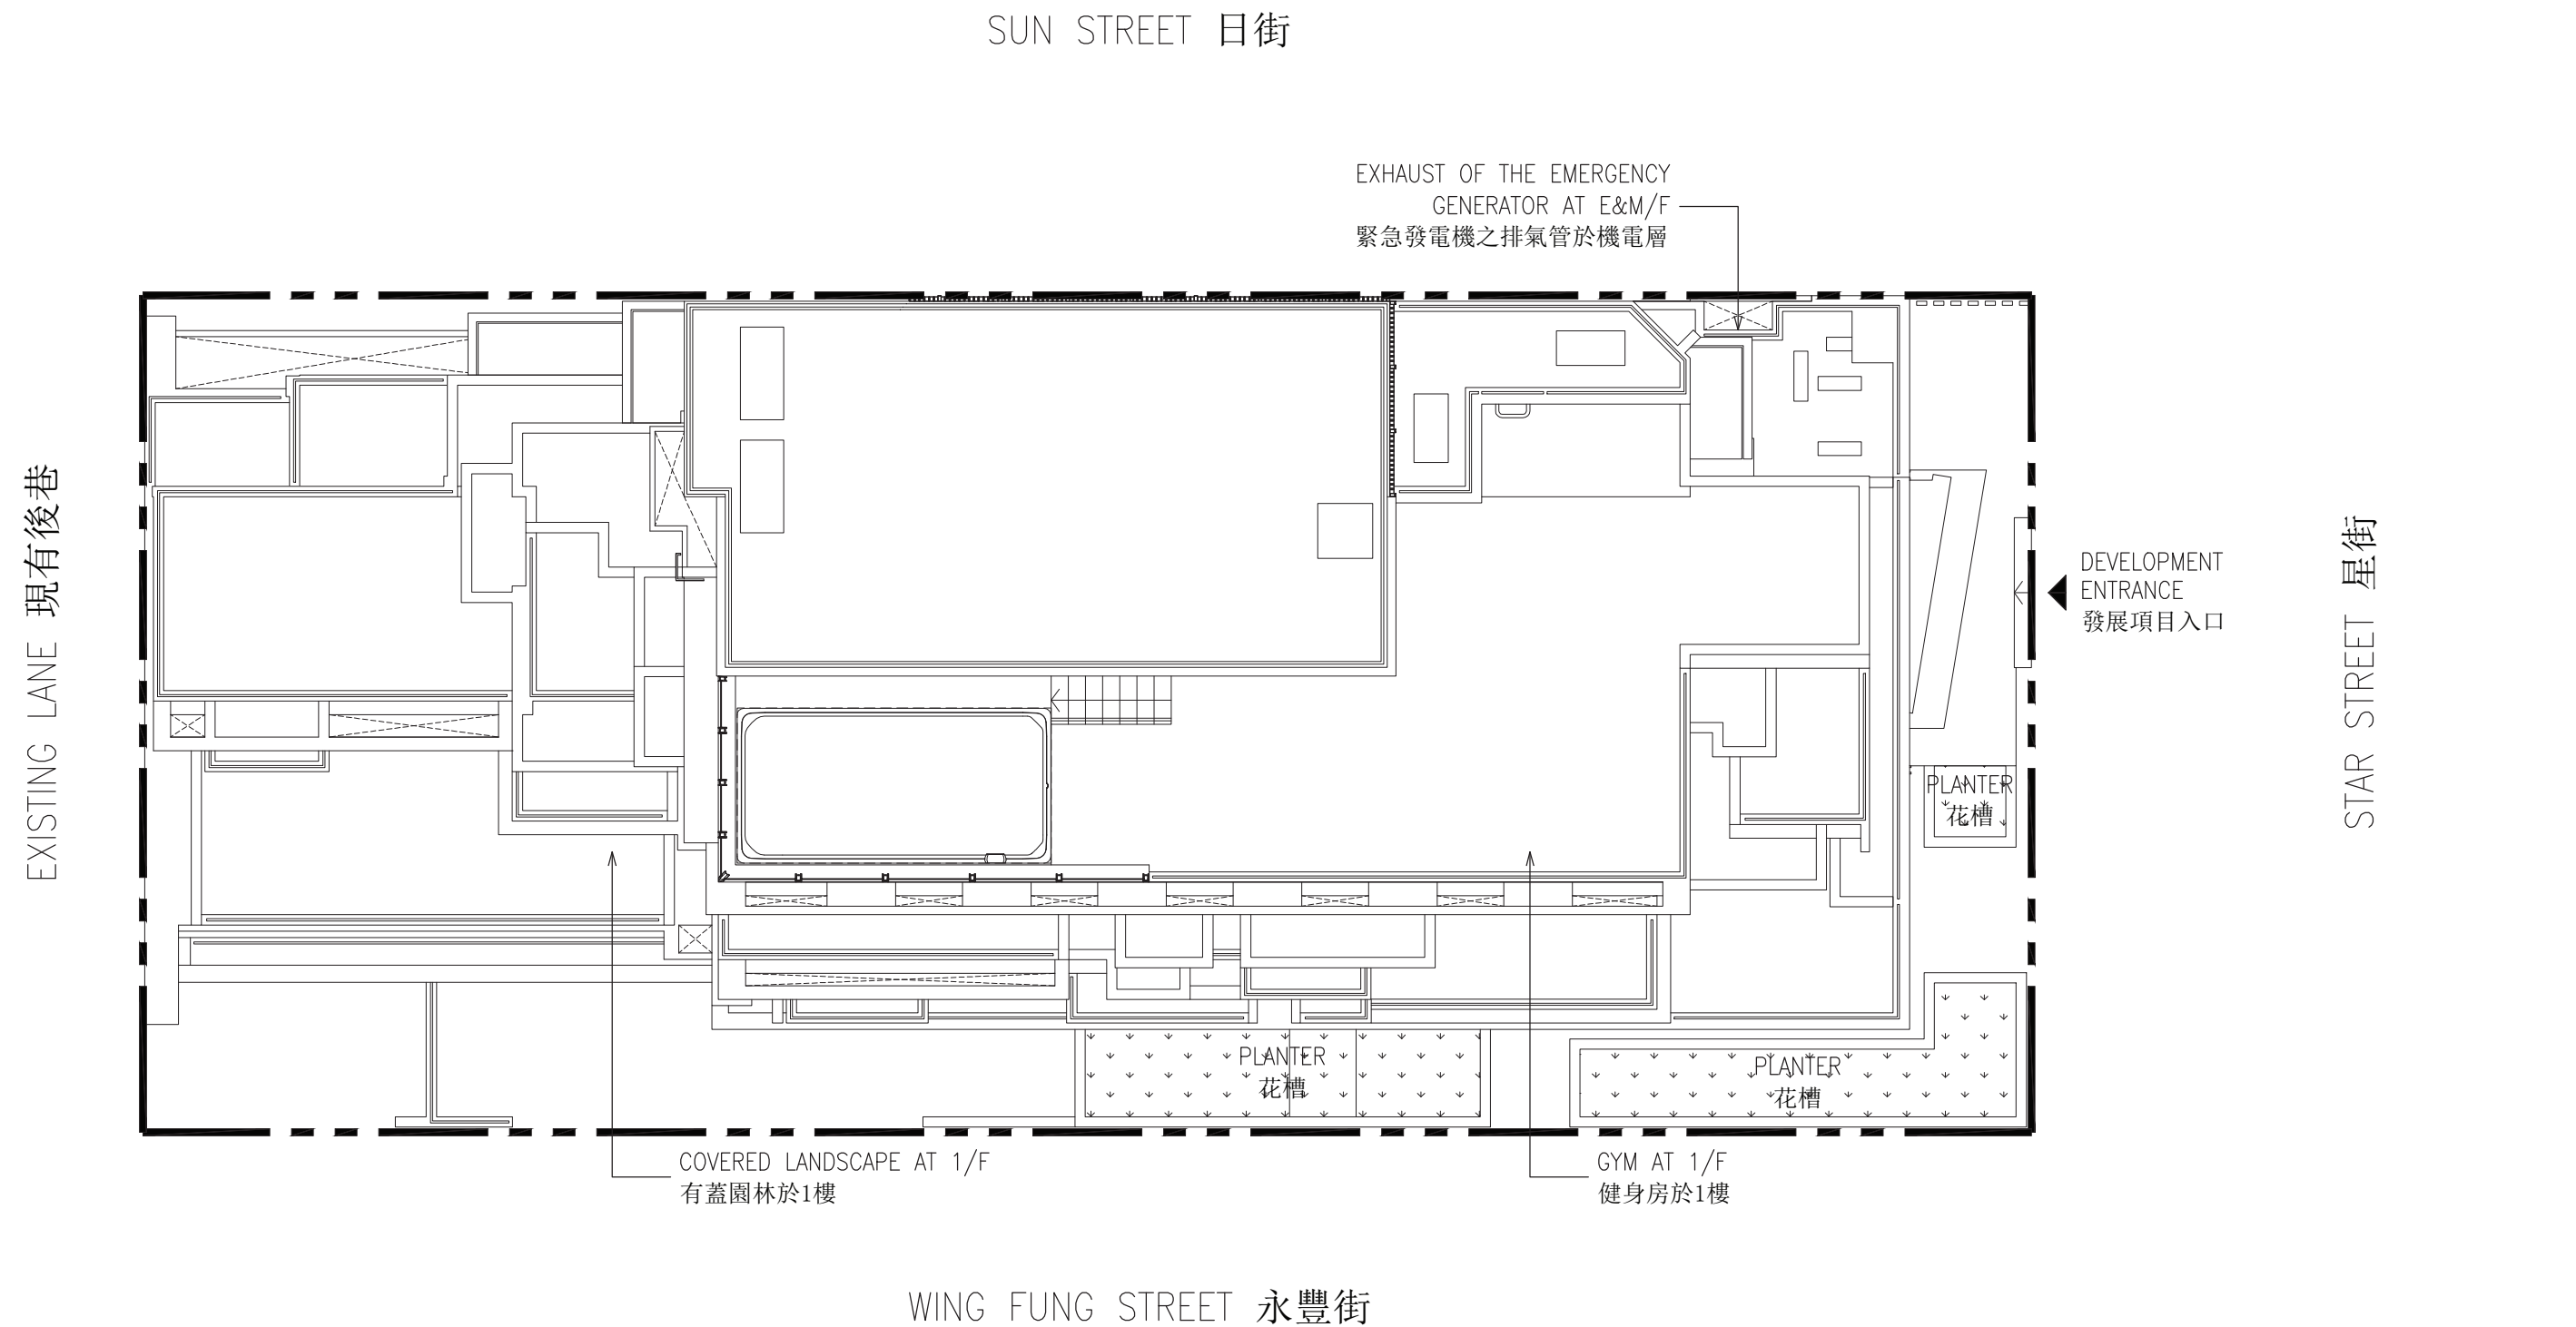 SUN STREET 日街
EXHAUST OF THE EMERGENCY
GENERATOR AT E&M/F
緊急發電機之排氣管於機電層
EXISTING LANE 現有後巷
DEVELOPMENT
ENTRANCE
發展項目入口
STAR STREET 星街
PLANTER
花槽
PLANTER
花槽
PLANTER
花槽
COVERED LANDSCAPE AT 1/F
有蓋園林於1樓
GYM AT 1/F
健身房於1樓
WING FUNG STREET 永豐街